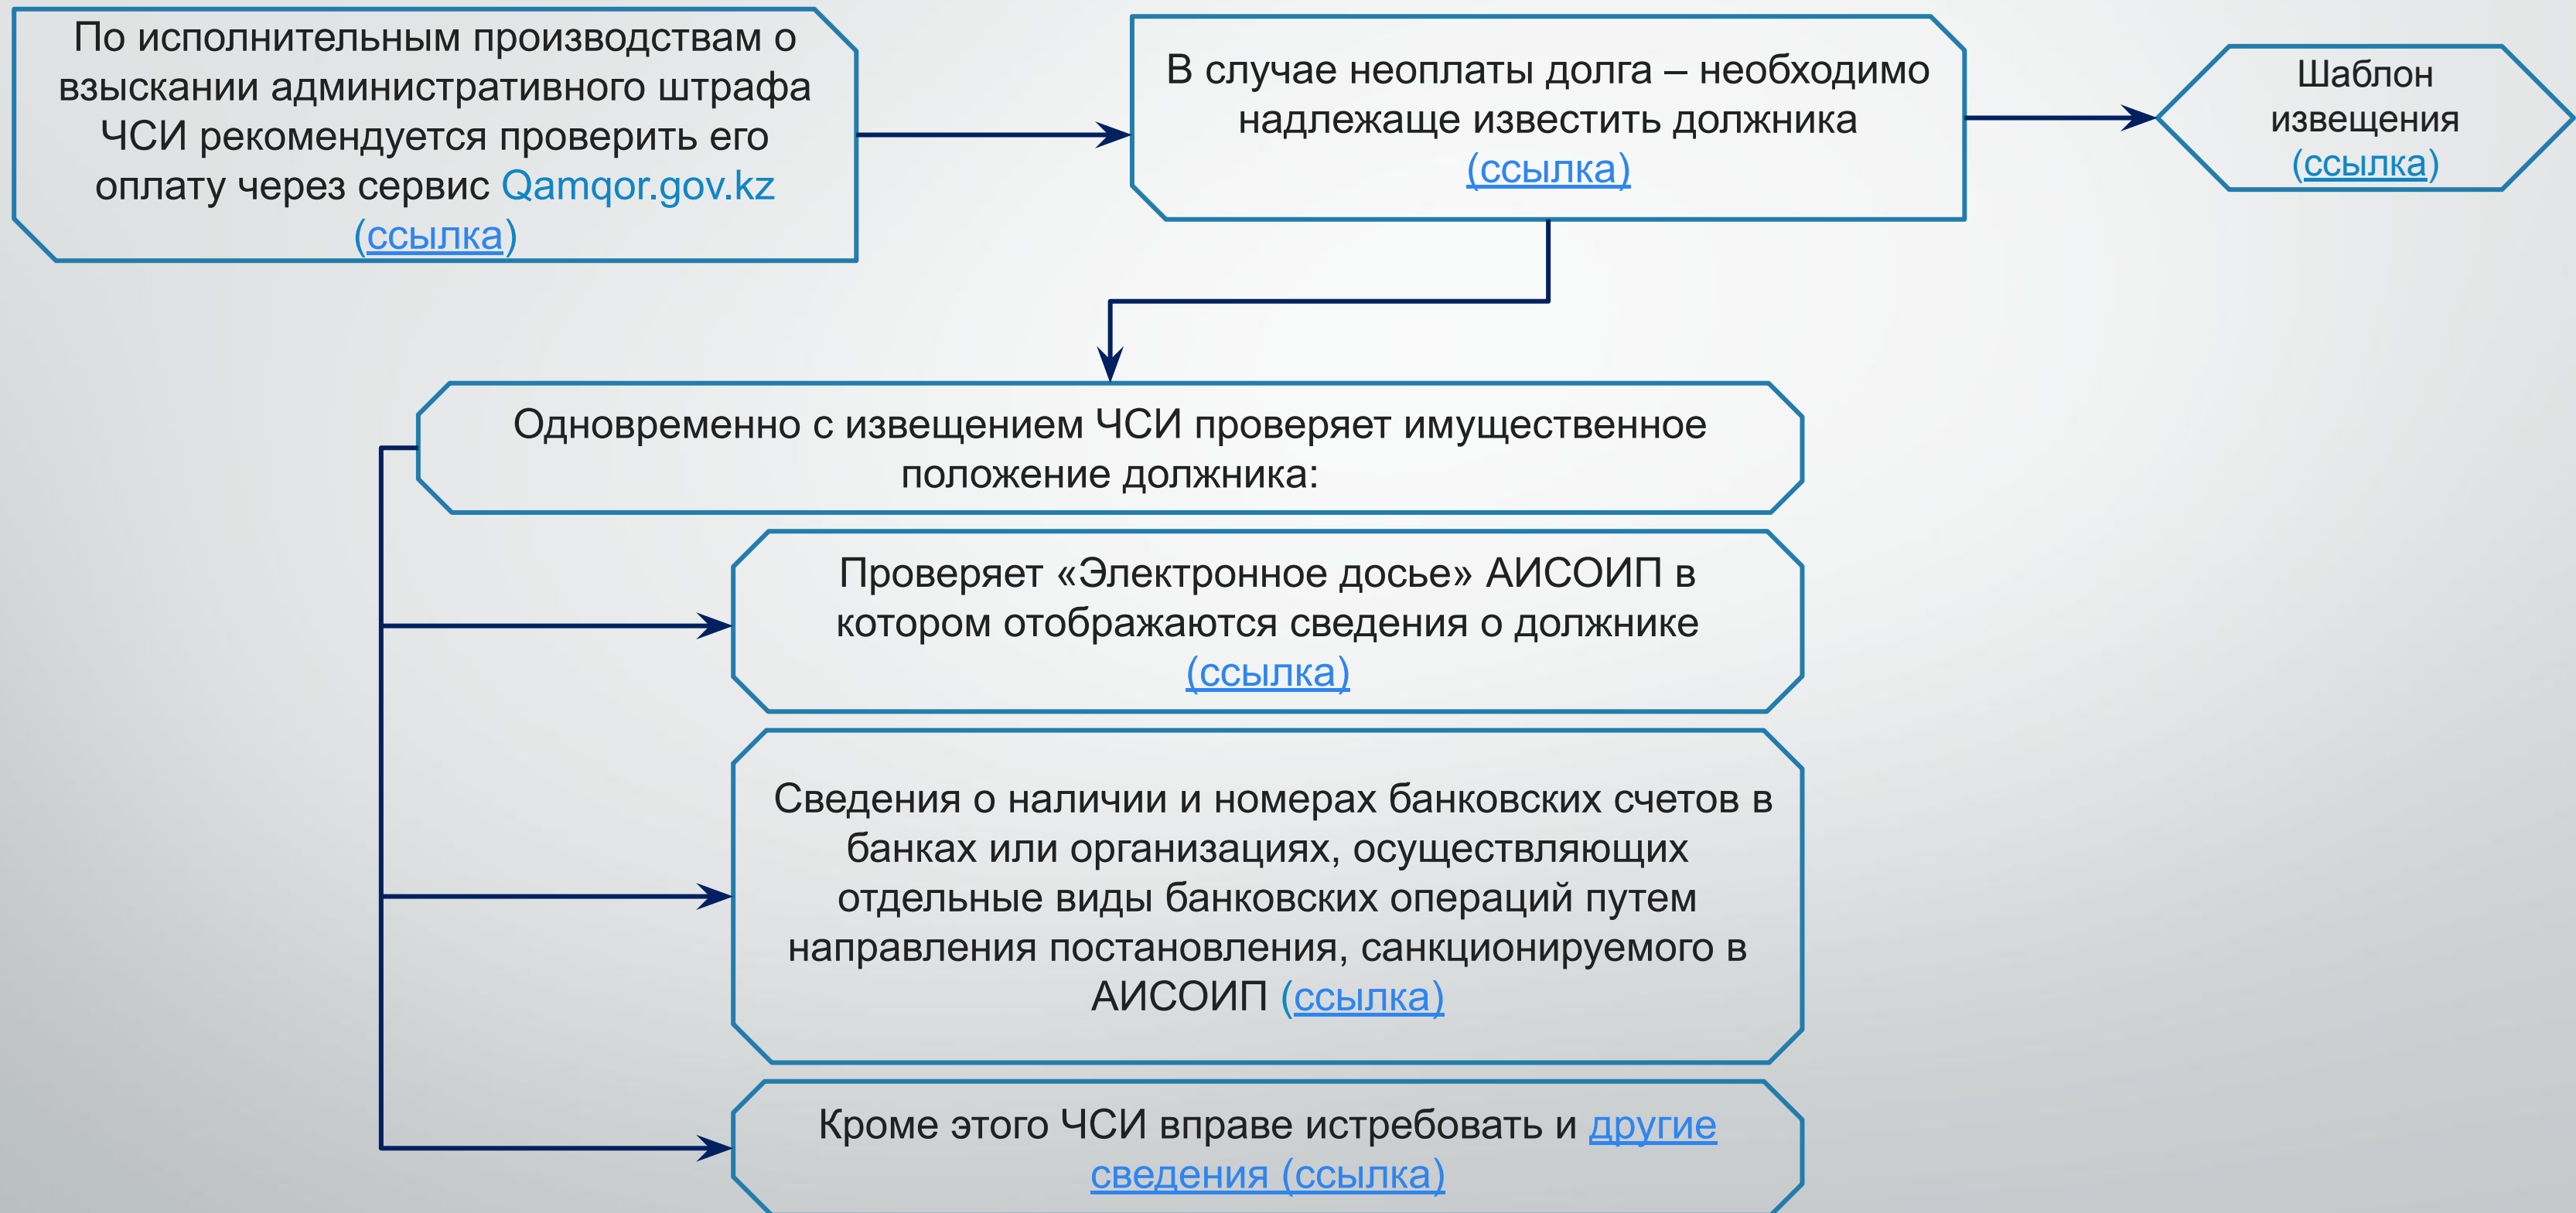 По исполнительным производствам о
взыскании административного штрафа
ЧСИ рекомендуется проверить его
оплату через сервис Qamqor.gov.kz
(ссылка)
В случае неоплаты долга – необходимо
надлежаще известить должника
(ссылка)
Шаблон
извещения
(ссылка)
Одновременно с извещением ЧСИ проверяет имущественное
положение должника:
Проверяет «Электронное досье» АИСОИП в
котором отображаются сведения о должнике
(ссылка)
Сведения о наличии и номерах банковских счетов в
банках или организациях, осуществляющих
отдельные виды банковских операций путем
направления постановления, санкционируемого в
АИСОИП (ссылка)
Кроме этого ЧСИ вправе истребовать и другие
сведения (ссылка)